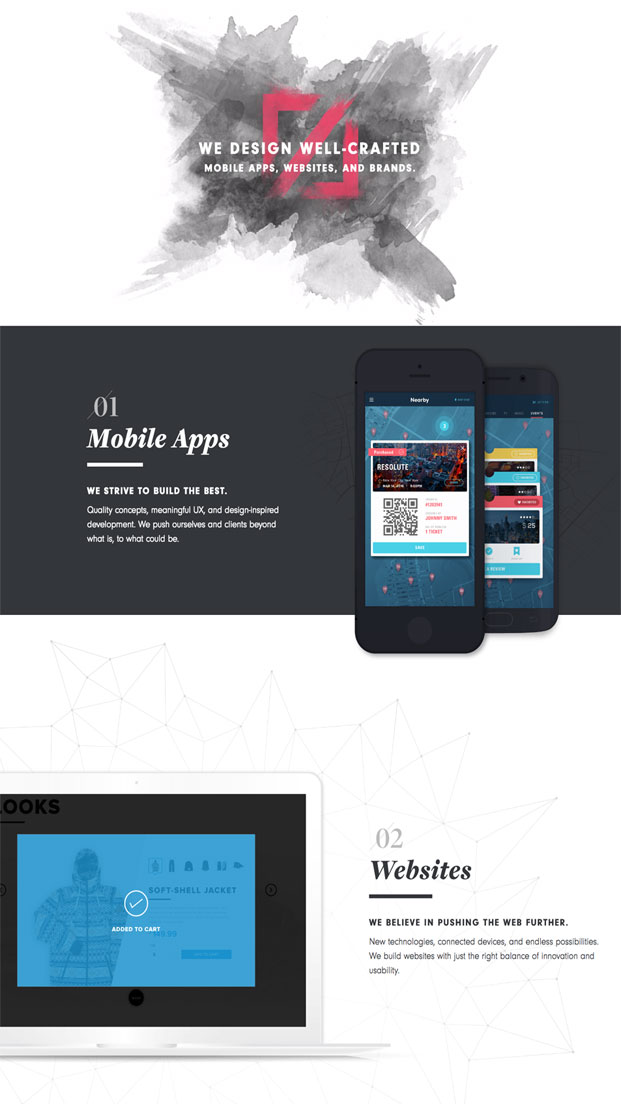 WE DESIGN WELL-CRAFTED
MOBILE APPS, WEBSITES, AND BRANDS.
01
Mobile Apps
WE STRIVE TO BUILD THE BEST.
Quality concepts, meaningful UX, and design-inspired
development. We push ourselves and clients beyond
what is, to what could be.
Nearby
RESOLUTE
JOHNNY SMITH
1 TICKET
SAVE
EVENTS
$25
A REVIEW
LOOKS
SOFT-SHELL JACKET
ADDED TO CART
02
Websites
WE BELIEVE IN PUSHING THE WEB FURTHER.
New technologies, connected devices, and endless possibilities.
We build websites with just the right balance of innovation and
usability.